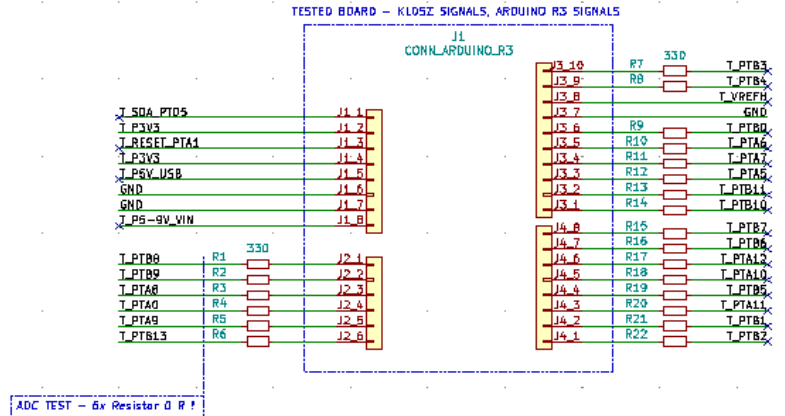 TESTED BOARD - KL05Z SIGNALS, ARDUINO R3 SIGNALS
J1
CONN_ARDUINO_R3
T_SDA_PTD5 J1_1
T_P3V3 J1_2
T_RESET_PTA1 J1_3
T_P3V3 J1_4
T_P5V_USB J1_5
GND J1_6
GND J1_7
T_P5-9V_VIN J1_8
330
T_PTB8 R1 J2_1
T_PTB9 R2 J2_2
T_PTA8 R3 J2_3
T_PTA0 R4 J2_4
T_PTA9 R5 J2_5
T_PTB13 R6 J2_6
330
J3_10 R7 T_PTB3
J3_9 R8 T_PTB4
J3_8 T_VREFH
J3_7 GND
J3_6 R9 T_PTB0
J3_5 R10 T_PTA6
J3_4 R11 T_PTA7
J3_3 R12 T_PTA5
J3_2 R13 T_PTB11
J3_1 R14 T_PTB10
J4_8 R15 T_PTB7
J4_7 R16 T_PTB6
J4_6 R17 T_PTA12
J4_5 R18 T_PTA10
J4_4 R19 T_PTB5
J4_3 R20 T_PTA11
J4_2 R21 T_PTB1
J4_1 R22 T_PTB2
ADC TEST - 6x Resistor 0 R !